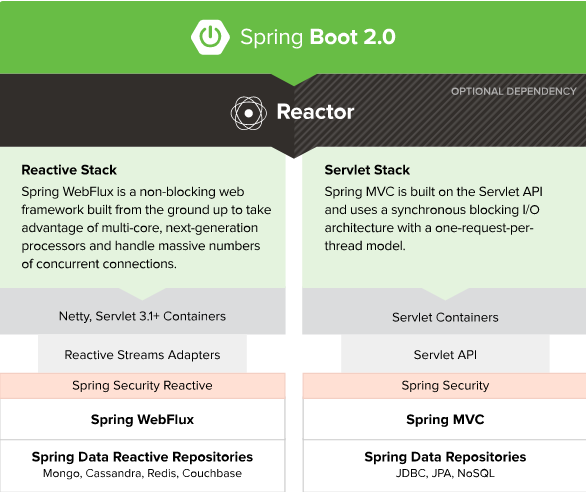 Spring Boot 2.0
OPTIONAL DEPENDENCY
Reactor
Reactive Stack
Spring WebFlux is a non-blocking web
framework built from the ground up to take
advantage of multi-core, next-generation
processors and handle massive numbers
of concurrent connections.
Netty, Servlet 3.1+ Containers
Reactive Streams Adapters
Spring Security Reactive
Spring WebFlux
Spring Data Reactive Repositories
Mongo, Cassandra, Redis, Couchbase
Servlet Stack
Spring MVC is built on the Servlet API
and uses a synchronous blocking I/O
architecture with a one-request-per-
thread model.
Servlet Containers
Servlet API
Spring Security
Spring MVC
Spring Data Repositories
JDBC, JPA, NoSQL